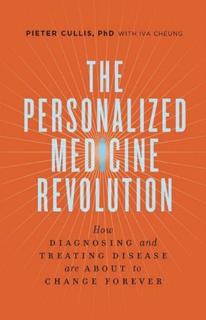 PIETER CULLIS, PhD WITH IVA CHEUNG
THE
PERSONALIZED
MEDICINE
REVOLUTION
How
DIAGNOSING and
TREATING DISEASE
are ABOUT to
CHANGE FOREVER